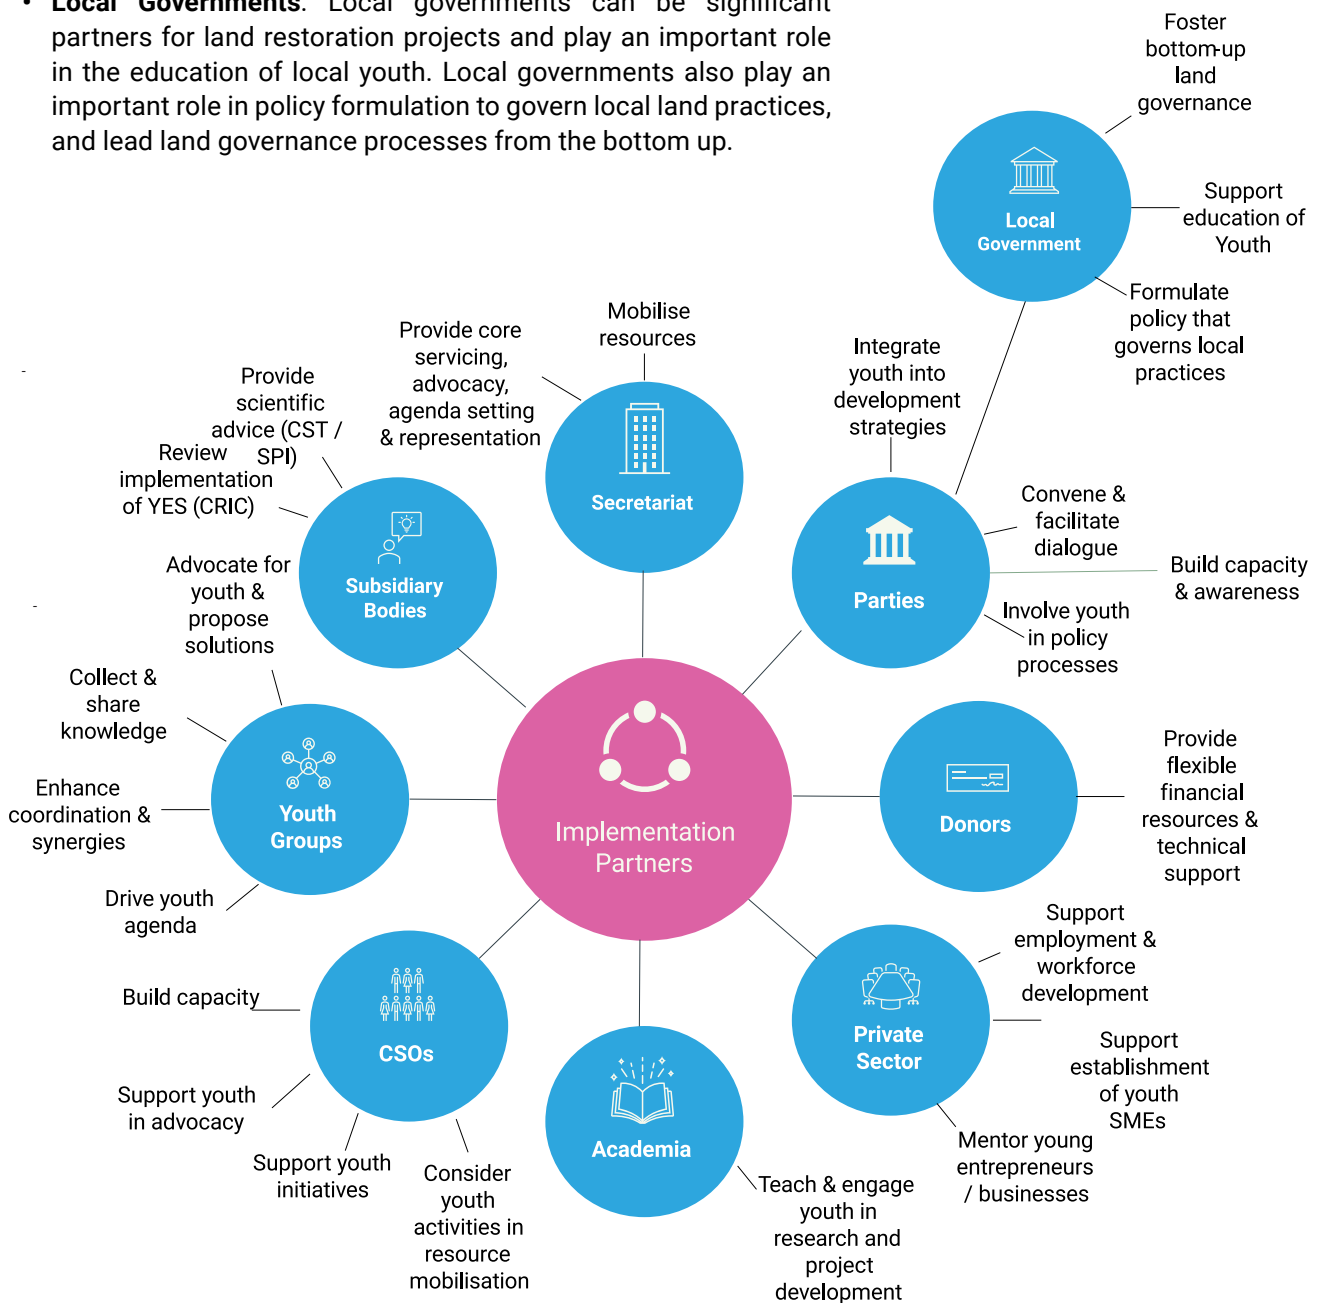 • Local Governments: Local governments can be significant
partners for land restoration projects and play an important role
in the education of local youth. Local governments also play an
important role in policy formulation to govern local land practices,
and lead land governance processes from the bottom up.
Foster
bottom-up
land
governance
Local
Government
Support
education of
Youth
Formulate
policy that
governs local
practices
Mobilise
resources
Provide core
servicing,
advocacy,
agenda setting
& representation
Secretariat
Provide
scientific
advice (CST /
SPI)
Review
implementation
of YES (CRIC)
Subsidiary
Bodies
Integrate
youth into
development
strategies
Parties
Convene &
facilitate
dialogue
Build capacity
& awareness
Involve youth
in policy
processes
Advocate for
youth &
propose
solutions
Collect &
share
knowledge
Enhance
coordination &
synergies
Drive youth
agenda
Youth
Groups
Implementation
Partners
Donors
Provide
flexible
financial
resources &
technical
support
Support
employment &
workforce
development
Private
Sector
Support
establishment
of youth
SMEs
Mentor young
entrepreneurs
/ businesses
Build capacity
CSOs
Support youth
in advocacy
Support youth
initiatives
Consider
youth
activities in
resource
mobilisation
Academia
Teach & engage
youth in
research and
project
development